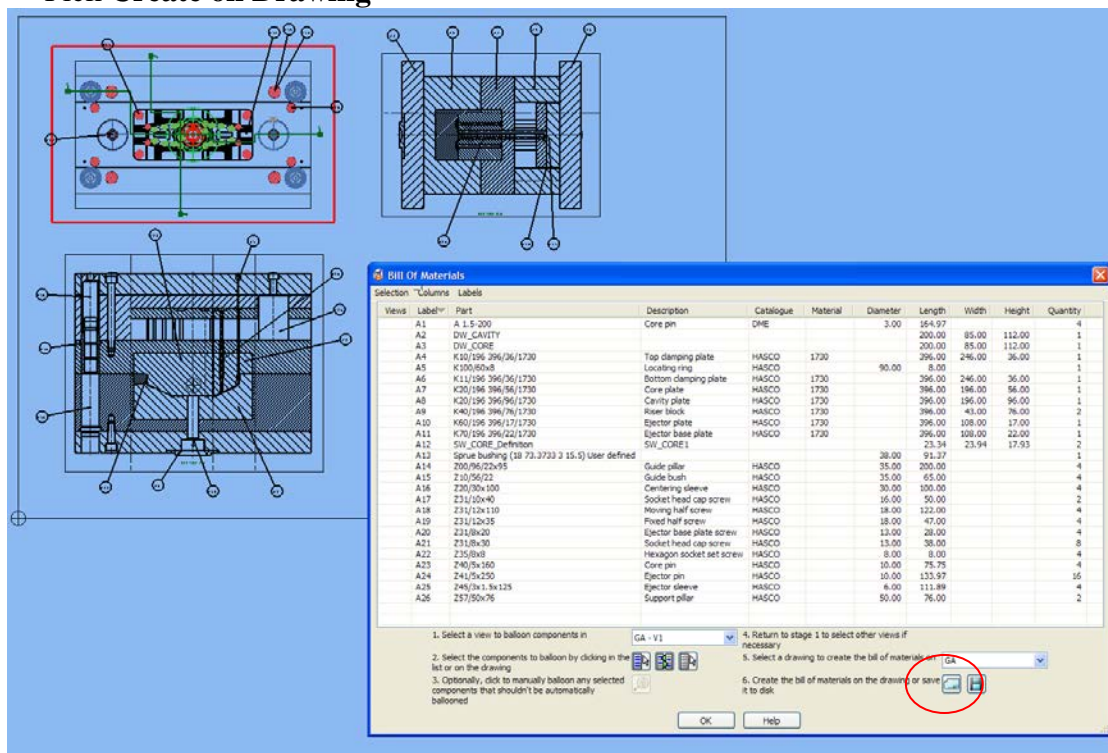 Pick Create on Drawing
Bill Of Materials
Selection Columns Labels
Views Label Part Description Catalogue Material Diameter Length Width Height Quantity
A1 A 1.5-200 Core pin DME 3.00 164.97 4
A2 DW_CAVITY 200.00 85.00 112.00 1
A3 DW_CORE 200.00 85.00 112.00 1
A4 K10/196 396/36/1730 Top clamping plate HASCO 1730 396.00 246.00 36.00 1
A5 K100/60x8 Locating ring HASCO 90.00 8.00 1
A6 K11/196 396/36/1730 Bottom clamping plate HASCO 1730 396.00 246.00 36.00 1
A7 K20/196 396/56/1730 Core plate HASCO 1730 396.00 196.00 56.00 1
A8 K20/196 396/96/1730 Cavity plate HASCO 1730 396.00 196.00 96.00 1
A9 K40/196 396/76/1730 Riser block HASCO 1730 396.00 43.00 76.00 2
A10 K60/196 396/17/1730 Ejector plate HASCO 1730 396.00 108.00 17.00 1
A11 K70/196 396/22/1730 Ejector base plate HASCO 1730 396.00 108.00 22.00 1
A12 SW_CORE_Definition SW_CORE1 23.34 23.94 17.93 2
A13 Sprue bushing (18 73.3733 3 15.5) User defined 38.00 91.37 1
A14 Z00/96/22x95 Guide pillar HASCO 35.00 200.00 4
A15 Z10/56/22 Guide bush HASCO 35.00 65.00 4
A16 Z20/30x100 Centering sleeve HASCO 30.00 100.00 4
A17 Z31/10x40 Socket head cap screw HASCO 16.00 50.00 2
A18 Z31/12x110 Moving half screw HASCO 18.00 122.00 4
A19 Z31/12x35 Fixed half screw HASCO 18.00 47.00 4
A20 Z31/8x20 Ejector base plate screw HASCO 13.00 28.00 4
A21 Z31/8x30 Socket head cap screw HASCO 13.00 38.00 8
A22 Z35/8x8 Hexagon socket set screw HASCO 8.00 8.00 4
A23 Z40/5x160 Core pin HASCO 10.00 75.75 4
A24 Z41/5x250 Ejector pin HASCO 10.00 133.97 16
A25 Z45/3x1.5x125 Ejector sleeve HASCO 6.00 111.89 4
A26 Z57/50x76 Support pillar HASCO 50.00 76.00 2
1. Select a view to balloon components in GA - V1
2. Select the components to balloon by clicking in the list or on the drawing
3. Optionally, click to manually balloon any selected components that shouldn't be automatically ballooned
4. Return to stage 1 to select other views if necessary
5. Select a drawing to create the bill of materials on GA
6. Create the bill of materials on the drawing or save it to disk
OK Help